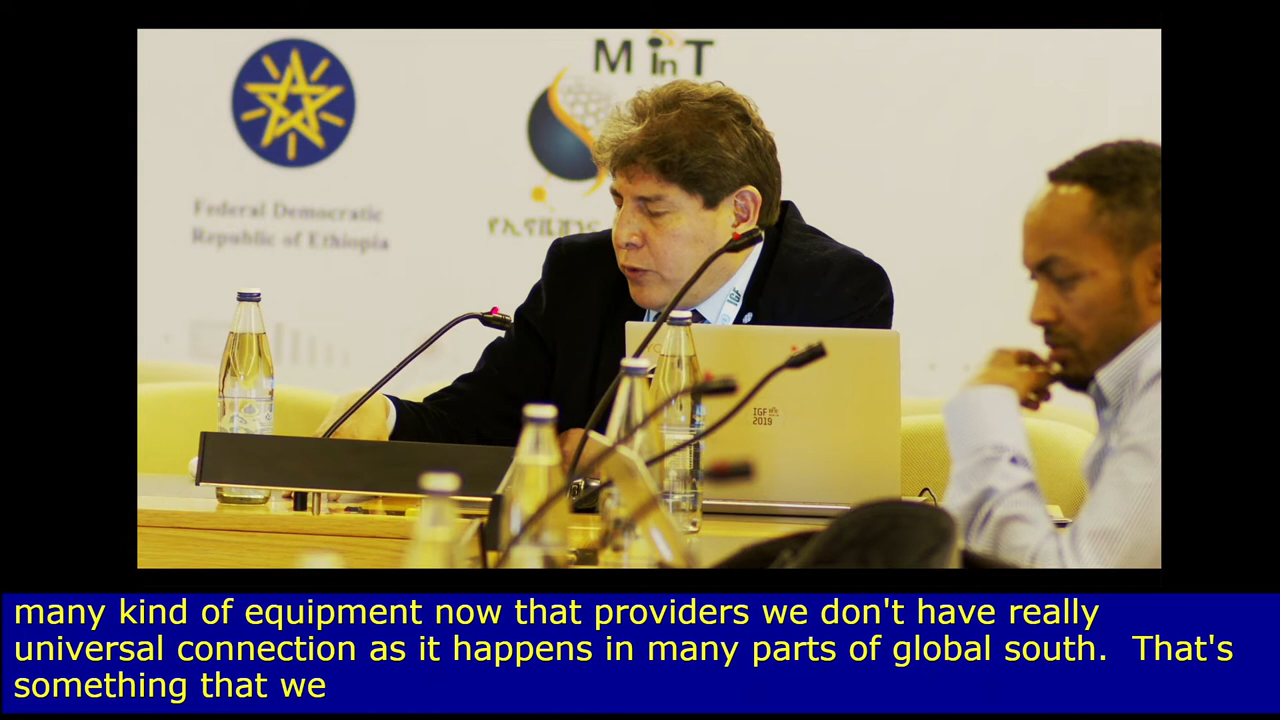 M in T
Federal Democratic
Republic of Ethiopia
IGF
IGF
2019
many kind of equipment now that providers we don't have really
universal connection as it happens in many parts of global south.  That's
something that we